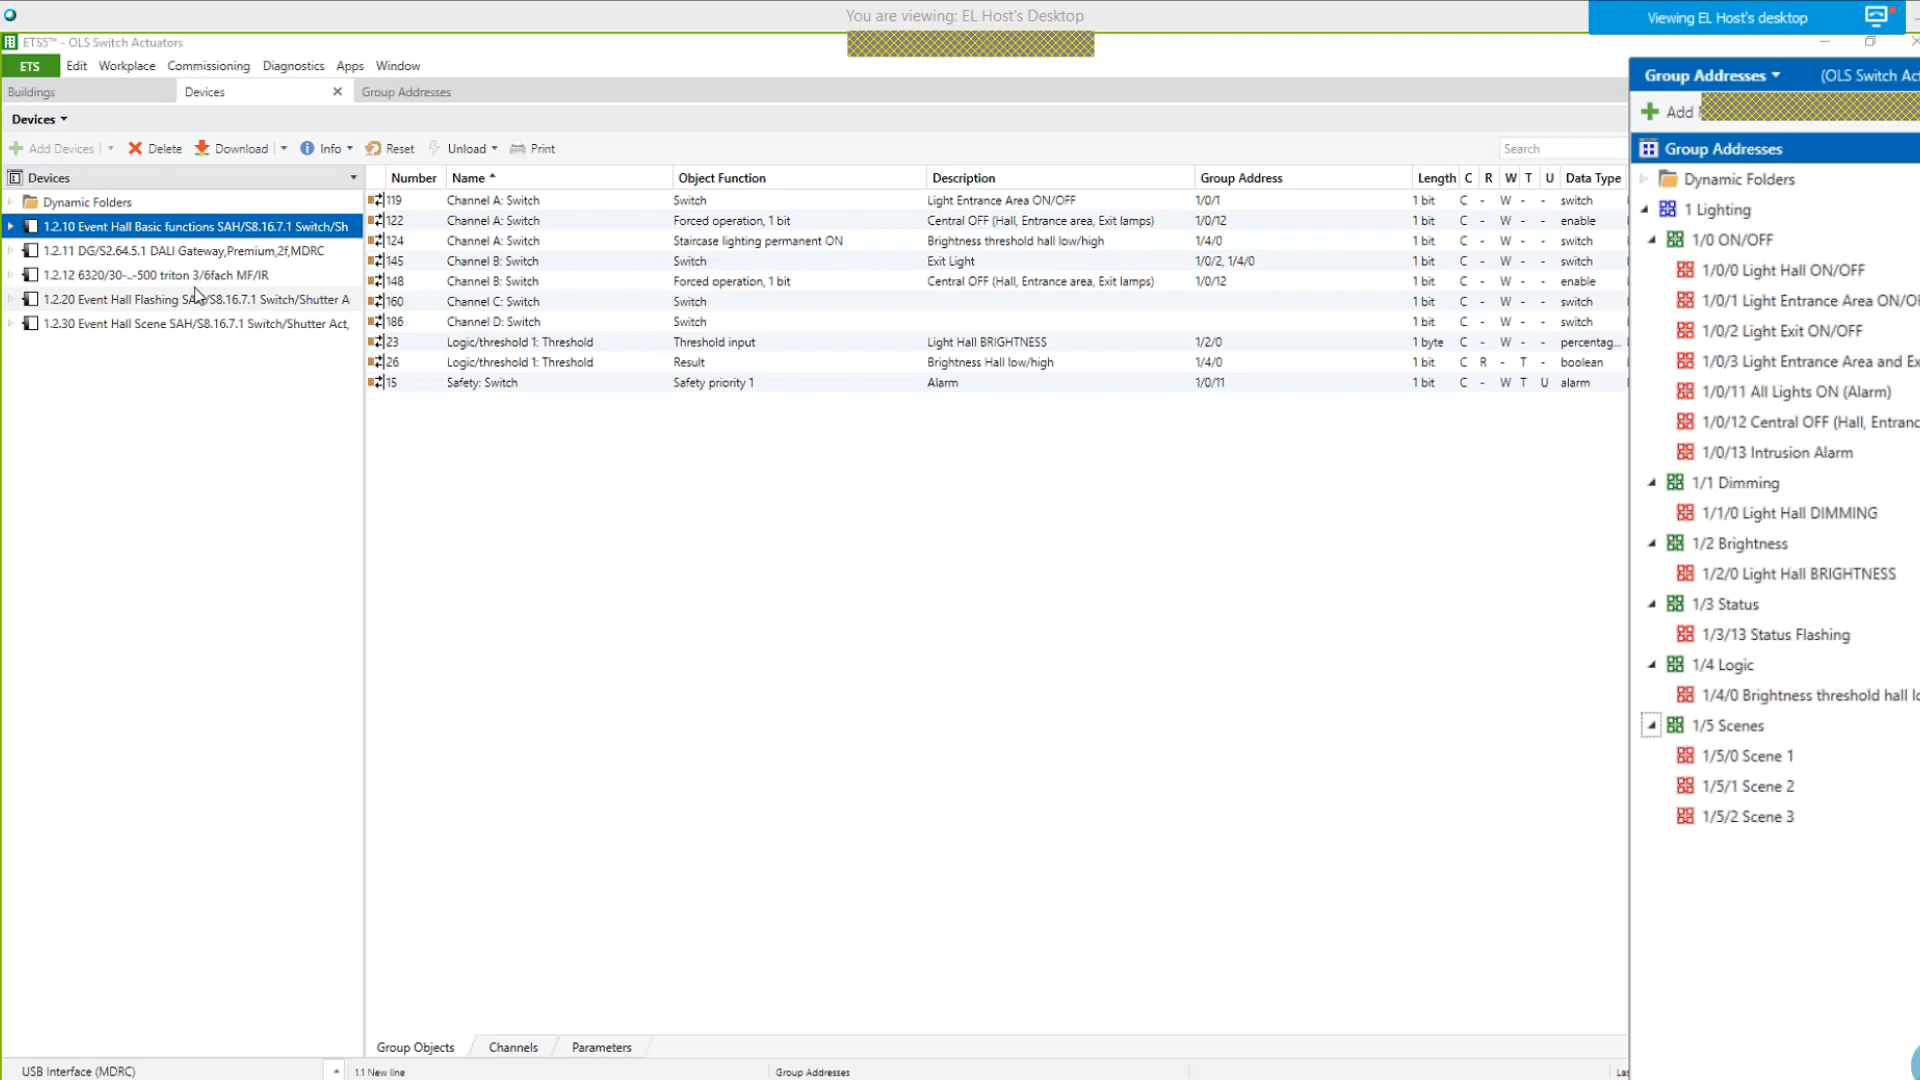 You are viewing: EL Host's Desktop
Viewing EL Host's desktop
ETS5™ - OLS Switch Actuators
ETS Edit Workplace Commissioning Diagnostics Apps Window
Buildings Devices Group Addresses
Devices
Add Devices Delete Download Info Reset Unload Print Search
Devices
Dynamic Folders
1.2.10 Event Hall Basic functions SAH/S8.16.7.1 Switch/Sh
1.2.11 DG/S2.64.5.1 DALI Gateway,Premium,2f,MDRC
1.2.12 6320/30-..-500 triton 3/6fach MF/IR
1.2.20 Event Hall Flashing SAH/S8.16.7.1 Switch/Shutter A
1.2.30 Event Hall Scene SAH/S8.16.7.1 Switch/Shutter Act,
Number Name Object Function Description Group Address Length C R W T U Data Type
119 Channel A: Switch Switch Light Entrance Area ON/OFF 1/0/1 1 bit C - W - - switch
122 Channel A: Switch Forced operation, 1 bit Central OFF (Hall, Entrance area, Exit lamps) 1/0/12 1 bit C - W - - enable
124 Channel A: Switch Staircase lighting permanent ON Brightness threshold hall low/high 1/4/0 1 bit C - W - - switch
145 Channel B: Switch Switch Exit Light 1/0/2, 1/4/0 1 bit C - W - - switch
148 Channel B: Switch Forced operation, 1 bit Central OFF (Hall, Entrance area, Exit lamps) 1/0/12 1 bit C - W - - enable
160 Channel C: Switch Switch 1 bit C - W - - switch
186 Channel D: Switch Switch 1 bit C - W - - switch
23 Logic/threshold 1: Threshold Threshold input Light Hall BRIGHTNESS 1/2/0 1 byte C - W - - percentag...
26 Logic/threshold 1: Threshold Result Brightness Hall low/high 1/4/0 1 bit C R - T - boolean
15 Safety: Switch Safety priority 1 Alarm 1/0/11 1 bit C - W T U alarm
Group Objects Channels Parameters
USB Interface (MDRC) 1.1 New line Group Addresses Las
Group Addresses (OLS Switch Act
Add
Group Addresses
Dynamic Folders
1 Lighting
1/0 ON/OFF
1/0/0 Light Hall ON/OFF
1/0/1 Light Entrance Area ON/OF
1/0/2 Light Exit ON/OFF
1/0/3 Light Entrance Area and Ex
1/0/11 All Lights ON (Alarm)
1/0/12 Central OFF (Hall, Entranc
1/0/13 Intrusion Alarm
1/1 Dimming
1/1/0 Light Hall DIMMING
1/2 Brightness
1/2/0 Light Hall BRIGHTNESS
1/3 Status
1/3/13 Status Flashing
1/4 Logic
1/4/0 Brightness threshold hall lo
1/5 Scenes
1/5/0 Scene 1
1/5/1 Scene 2
1/5/2 Scene 3